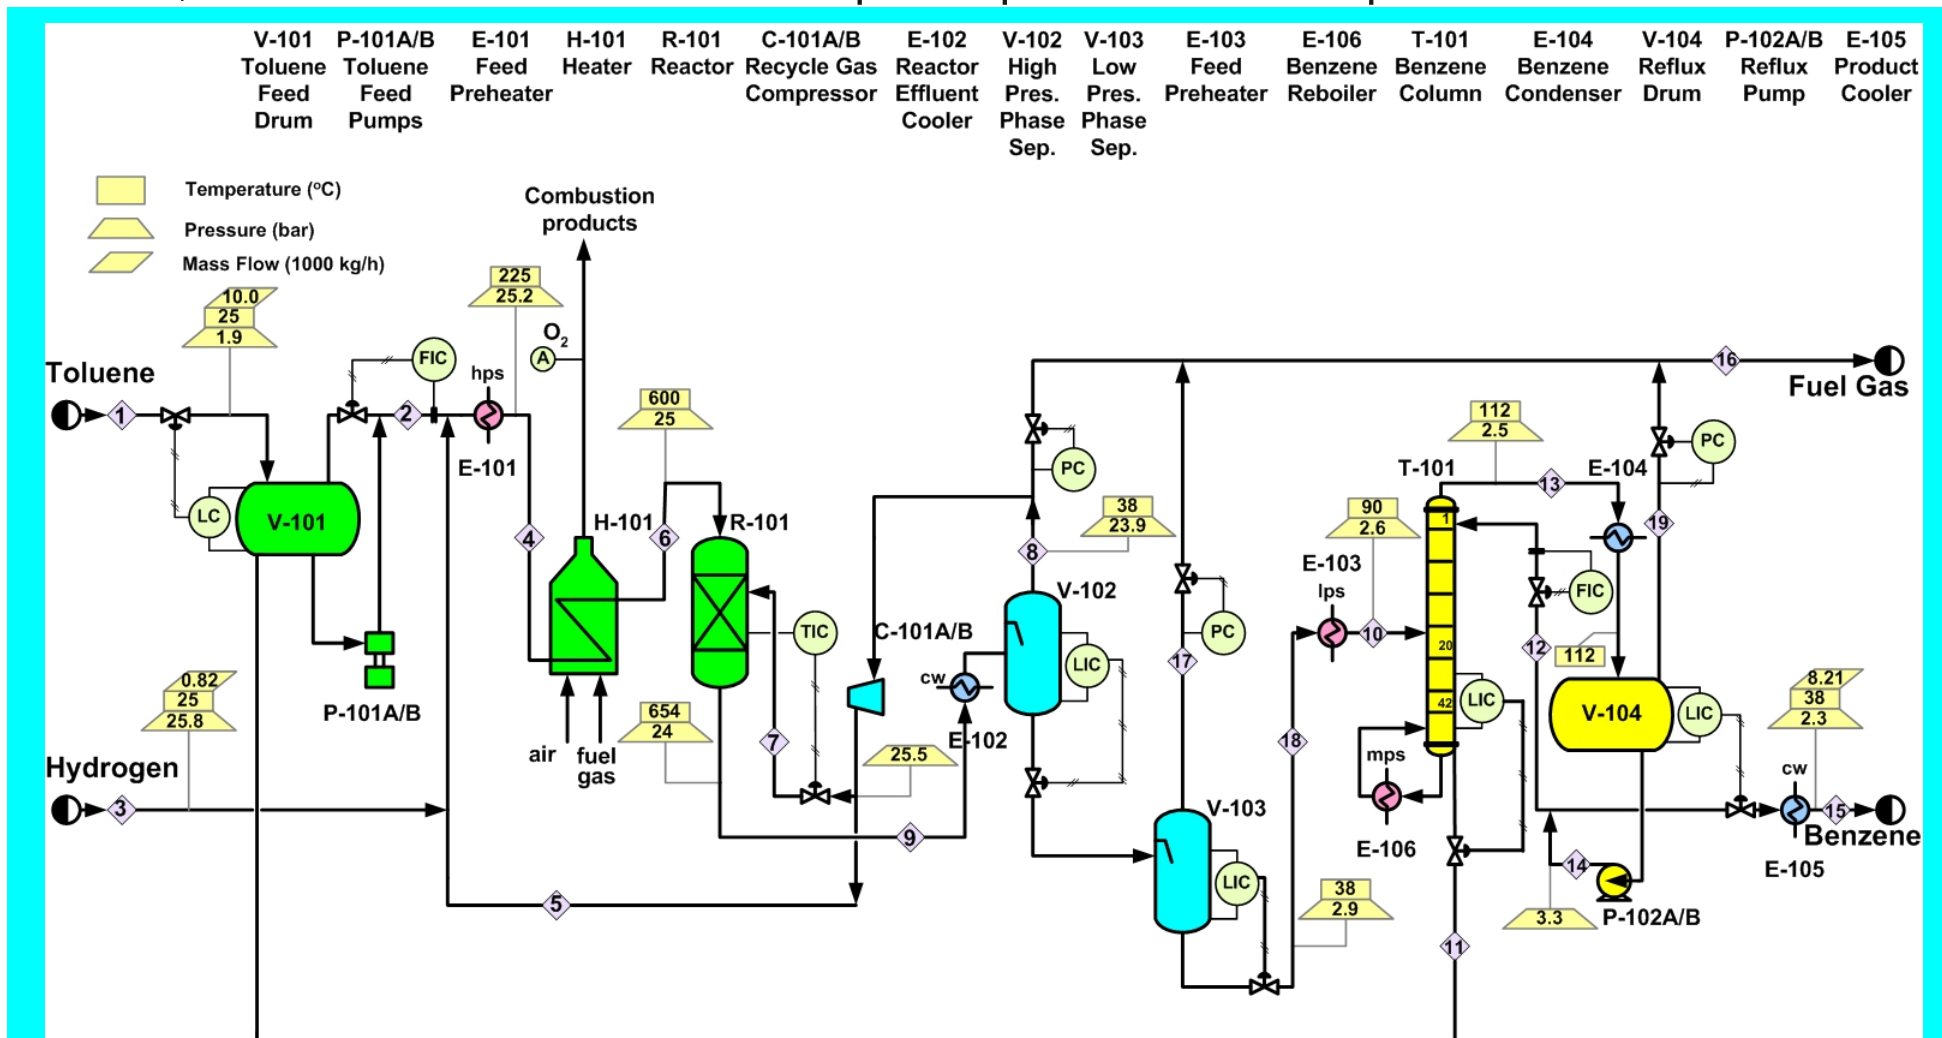 V-101 Toluene Feed Drum
P-101A/B Toluene Feed Pumps
E-101 Feed Preheater
H-101 Heater
R-101 Reactor
C-101A/B Recycle Gas Compressor
E-102 Reactor Effluent Cooler
V-102 High Pres. Phase Sep.
V-103 Low Pres. Phase Sep.
E-103 Feed Preheater
E-106 Benzene Reboiler
T-101 Benzene Column
E-104 Benzene Condenser
V-104 Reflux Drum
P-102A/B Reflux Pump
E-105 Product Cooler
Temperature (°C)
Pressure (bar)
Mass Flow (1000 kg/h)
Combustion
products
10.0
25
1.9
225
25.2
O2
A
FIC
hps
Toluene
1
2
E-101
600
25
LC
V-101
4
H-101
6
R-101
P-101A/B
0.82
25
25.8
Hydrogen
3
air
fuel
gas
654
24
TIC
7
25.5
C-101A/B
cw
E-102
9
5
PC
38
23.9
8
V-102
LIC
17
PC
V-103
LIC
18
38
2.9
16
Fuel Gas
112
2.5
T-101
13
E-104
PC
19
90
2.6
E-103
lps
10
1
20
42
FIC
12
112
LIC
V-104
LIC
mps
E-106
8.21
38
2.3
cw
15
Benzene
E-105
14
P-102A/B
3.3
11